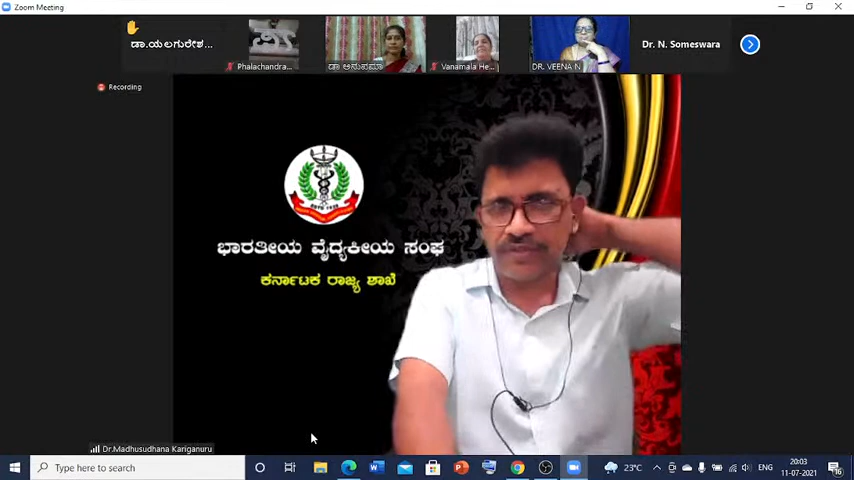 Zoom Meeting
ಡಾ.ಯಲಗುರೇಶ...
Phalachandra...
ಡಾ ಅನುಪಮಾ
Vanamala He...
DR. VEENA N
Dr. N. Someswara
Recording
ಭಾರತೀಯ ವೈದ್ಯಕೀಯ ಸಂಘ
ಕರ್ನಾಟಕ ರಾಜ್ಯ ಶಾಖೆ
Dr.Madhusudhana Kariganuru
Type here to search
23°C
ENG
20:03
11-07-2021
16